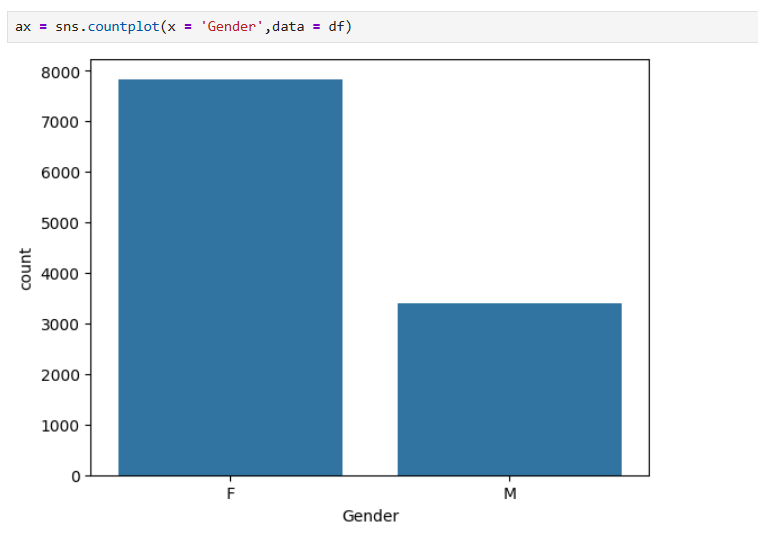 ax = sns.countplot(x = 'Gender',data = df)
8000
7000
6000
5000
4000
3000
2000
1000
0
count
F M
Gender